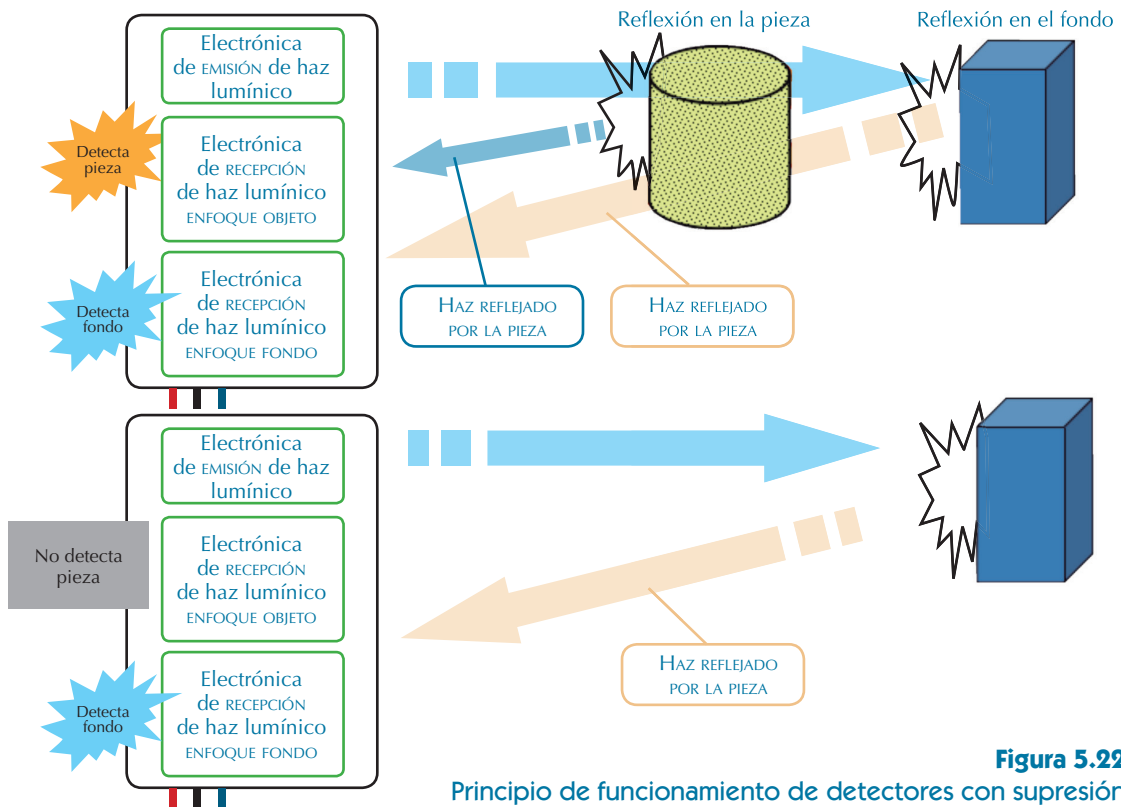 Reflexión en la pieza
Reflexión en el fondo
Electrónica
de EMISIÓN de haz
lumínico
Detecta
pieza
Electrónica
de RECEPCIÓN
de haz lumínico
ENFOQUE OBJETO
Detecta
fondo
Electrónica
de RECEPCIÓN
de haz lumínico
ENFOQUE FONDO
HAZ REFLEJADO
POR LA PIEZA
HAZ REFLEJADO
POR LA PIEZA
Electrónica
de EMISIÓN de haz
lumínico
No detecta
pieza
Electrónica
de RECEPCIÓN
de haz lumínico
ENFOQUE OBJETO
Detecta
fondo
Electrónica
de RECEPCIÓN
de haz lumínico
ENFOQUE FONDO
HAZ REFLEJADO
POR LA PIEZA
Figura 5.22
Principio de funcionamiento de detectores con supresión